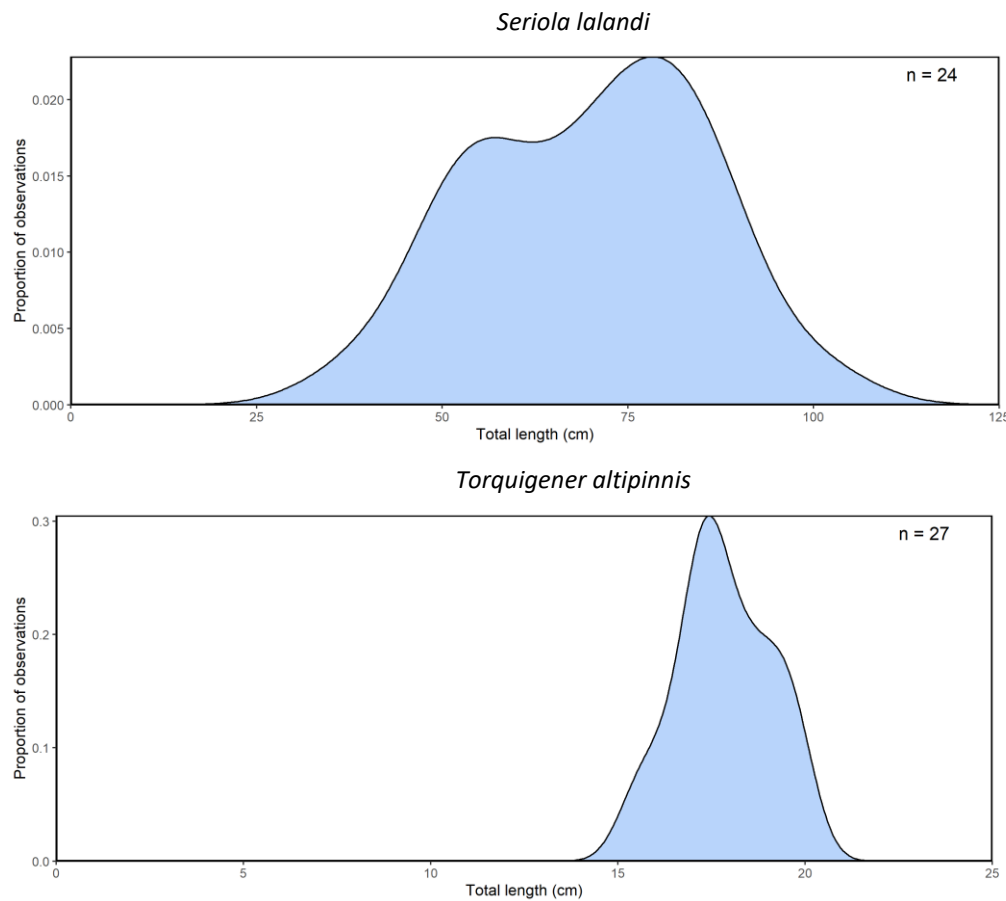 Seriola lalandi
n = 24
Proportion of observations
0.020
0.015
0.010
0.005
0.000
0 25 50 75 100 125
Total length (cm)
Torquigener altipinnis
n = 27
Proportion of observations
0.3
0.2
0.1
0.0
0 5 10 15 20 25
Total length (cm)